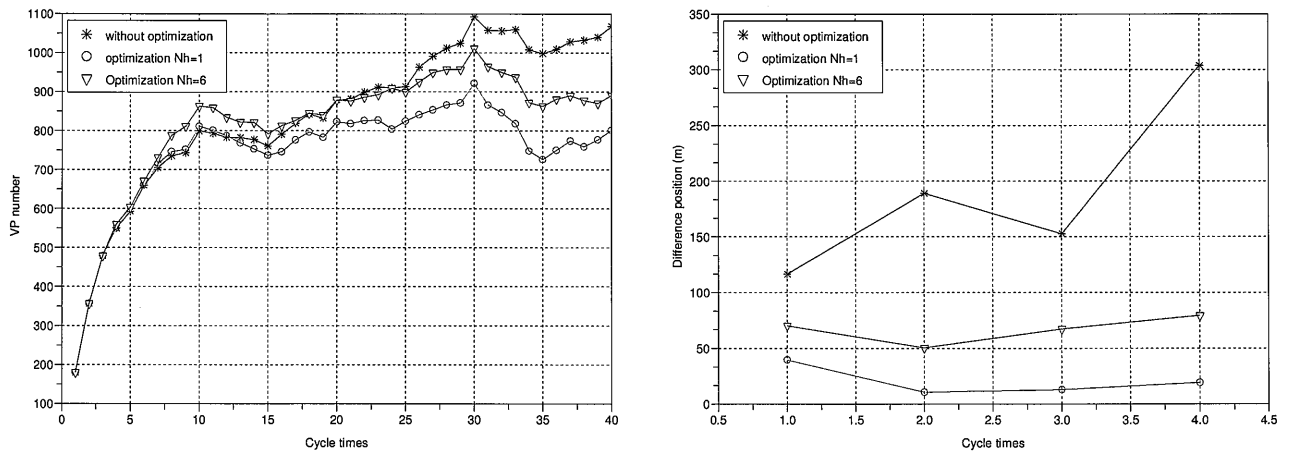 1100
1000
900
800
700
600
500
400
300
200
100
VP number
without optimization
optimization Nh=1
Optimization Nh=6
0 5 10 15 20 25 30 35 40
Cycle times
350
300
250
200
150
100
50
0
Difference position (m)
without optimization
optimization Nh=1
Optimization Nh=6
0.5 1.0 1.5 2.0 2.5 3.0 3.5 4.0 4.5
Cycle times